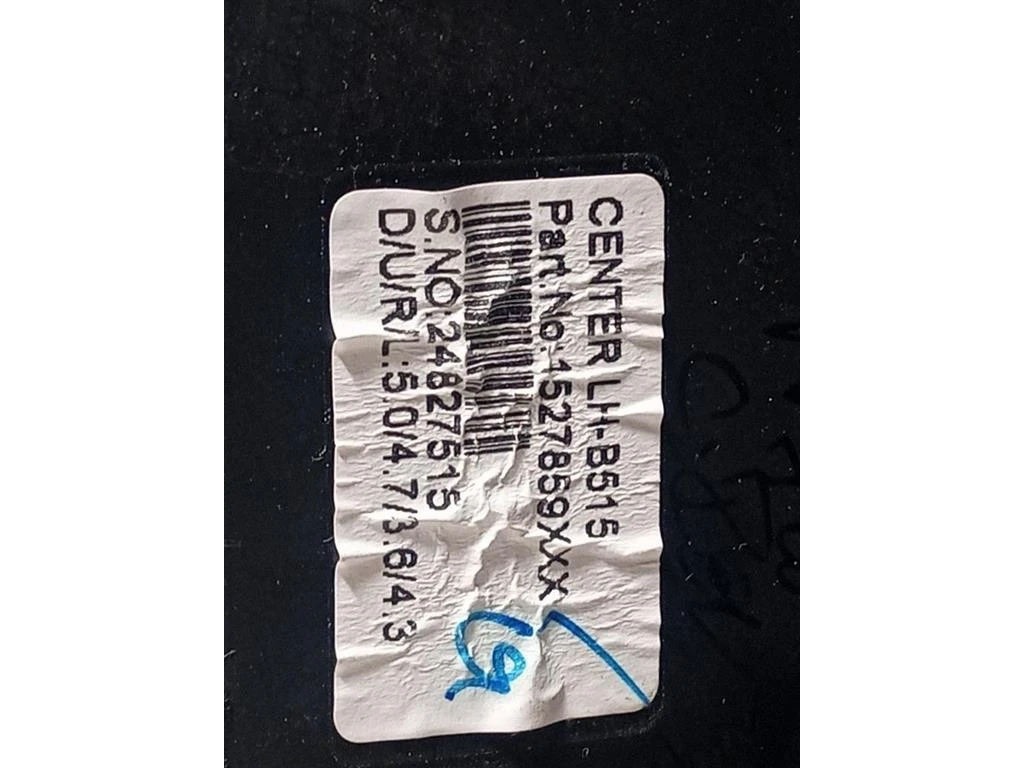 CENTER LH-B515
Part.No:1527859XXX
S.NO:24827515
D/U/R/L:5.0/4.7/3.6/4.3